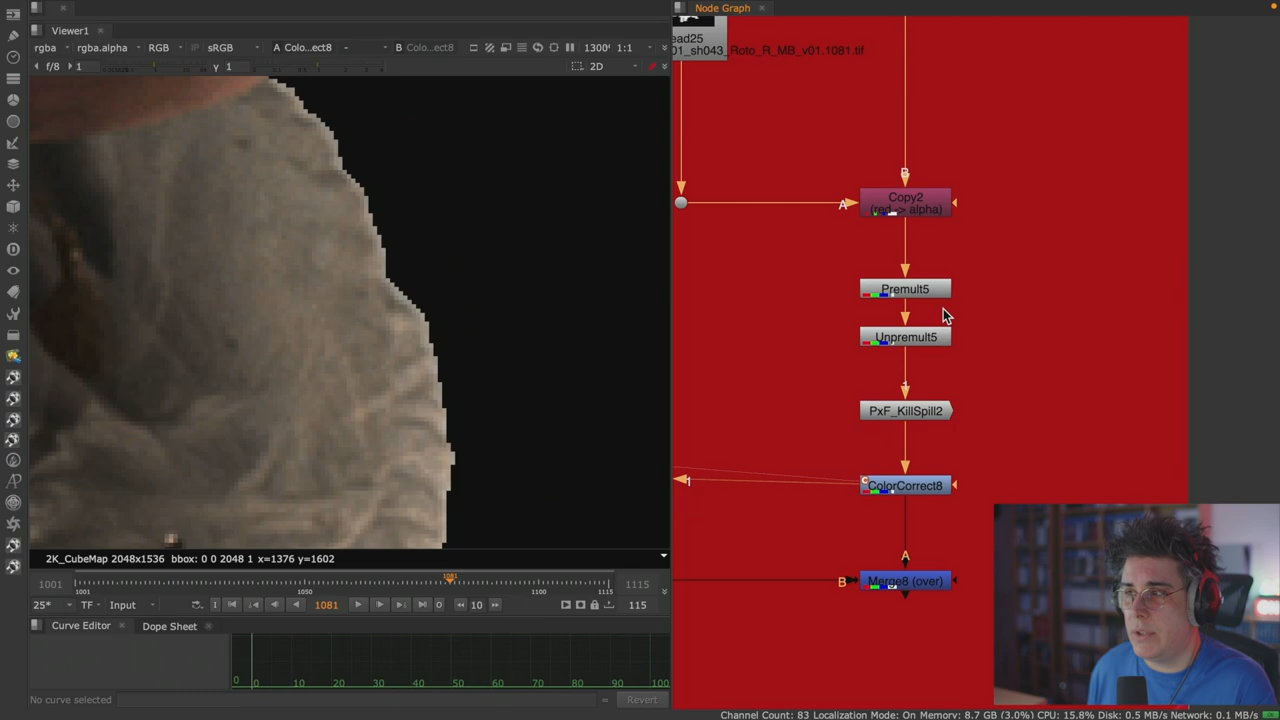 Node Graph
Viewer1
rgba rgba.alpha RGB sRGB A Colo...ect8 - B Colo...ect8 - 1300 1:1
f/8 1 y 1 2D
ead25
01_sh043_Roto_R_MB_v01.1081.tif
B
Copy2
(red -> alpha)
A
Premult5
Unpremult5
1
PxF_KillSpill2
1
ColorCorrect8
A
B
Merge8 (over)
2K_CubeMap 2048x1536 bbox: 0 0 2048 1 x=1376 y=1602
1001 1001 1050 1081 1100 1115 1115
25* TF Input 1081 10 115
Curve Editor Dope Sheet
0 0 10 20 30 40 50 60 70 80 90 100
No curve selected = Revert
Channel Count: 83 Localization Mode: On Memory: 8.7 GB (3.0%) CPU: 15.8% Disk: 0.5 MB/s Network: 0.1 MB/s